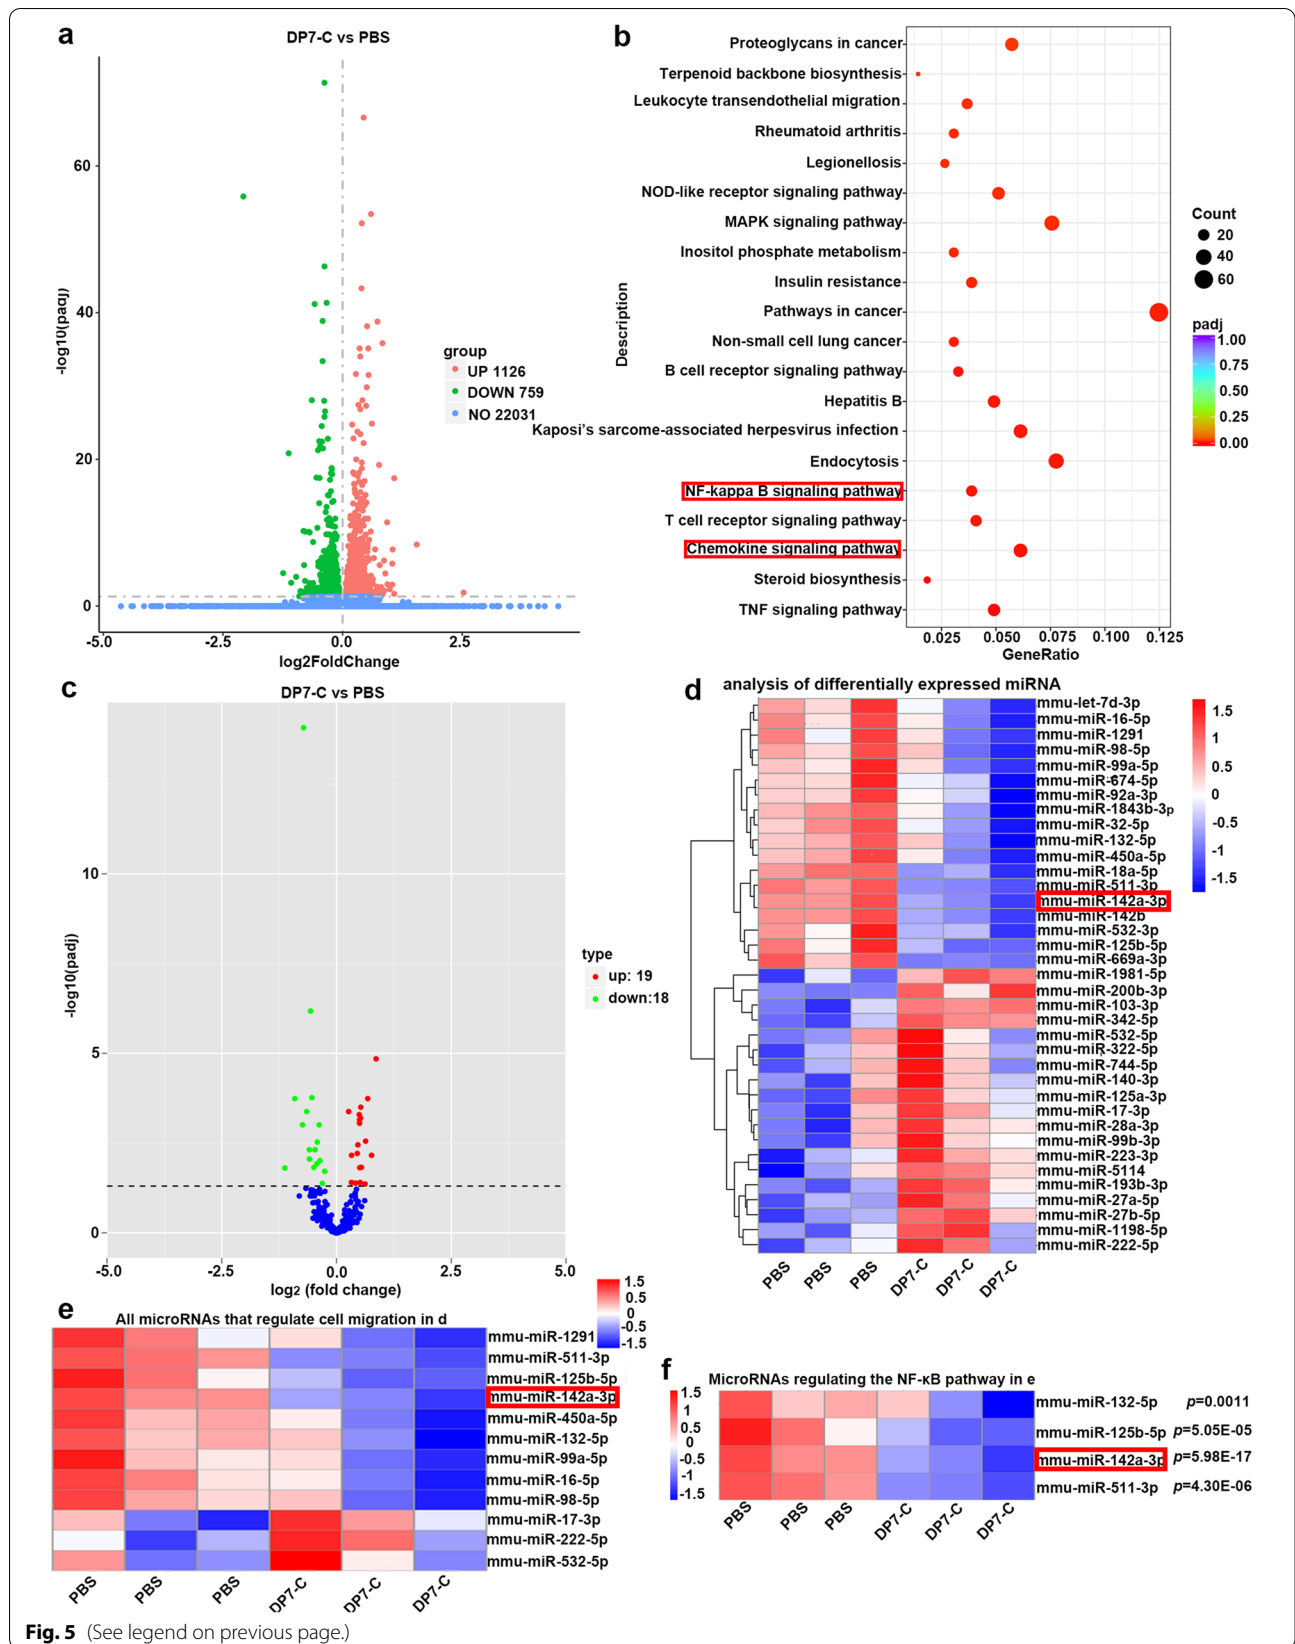 a
DP7-C vs PBS
-log10(padj)
60
40
20
0
-5.0
-2.5
0.0
2.5
log2FoldChange
group
UP 1126
DOWN 759
NO 22031
b
Description
Proteoglycans in cancer
Terpenoid backbone biosynthesis
Leukocyte transendothelial migration
Rheumatoid arthritis
Legionellosis
NOD-like receptor signaling pathway
MAPK signaling pathway
Inositol phosphate metabolism
Insulin resistance
Pathways in cancer
Non-small cell lung cancer
B cell receptor signaling pathway
Hepatitis B
Kaposi's sarcome-associated herpesvirus infection
Endocytosis
NF-kappa B signaling pathway
T cell receptor signaling pathway
Chemokine signaling pathway
Steroid biosynthesis
TNF signaling pathway
0.025
0.050
0.075
0.100
0.125
GeneRatio
Count
20
40
60
padj
1.00
0.75
0.50
0.25
0.00
c
DP7-C vs PBS
-log10(padj)
10
5
0
-5.0
-2.5
0.0
2.5
5.0
log2 (fold change)
type
up: 19
down:18
d
analysis of differentially expressed miRNA
mmu-let-7d-3p
mmu-miR-16-5p
mmu-miR-1291
mmu-miR-98-5p
mmu-miR-99a-5p
mmu-miR-674-5p
mmu-miR-92a-3p
mmu-miR-1843b-3p
mmu-miR-32-5p
mmu-miR-132-5p
mmu-miR-450a-5p
mmu-miR-18a-5p
mmu-miR-511-3p
mmu-miR-142a-3p
mmu-miR-142b
mmu-miR-532-3p
mmu-miR-125b-5p
mmu-miR-669a-3p
mmu-miR-1981-5p
mmu-miR-200b-3p
mmu-miR-103-3p
mmu-miR-342-5p
mmu-miR-532-5p
mmu-miR-322-5p
mmu-miR-744-5p
mmu-miR-140-3p
mmu-miR-125a-3p
mmu-miR-17-3p
mmu-miR-28a-3p
mmu-miR-99b-3p
mmu-miR-223-3p
mmu-miR-5114
mmu-miR-193b-3p
mmu-miR-27a-5p
mmu-miR-27b-5p
mmu-miR-1198-5p
mmu-miR-222-5p
PBS
PBS
PBS
DP7-C
DP7-C
DP7-C
1.5
1
0.5
0
-0.5
-1
-1.5
e
All microRNAs that regulate cell migration in d
1.5
0.5
0
-0.5
-1.5
mmu-miR-1291
mmu-miR-511-3p
mmu-miR-125b-5p
mmu-miR-142a-3p
mmu-miR-450a-5p
mmu-miR-132-5p
mmu-miR-99a-5p
mmu-miR-16-5p
mmu-miR-98-5p
mmu-miR-17-3p
mmu-miR-222-5p
mmu-miR-532-5p
PBS
PBS
PBS
DP7-C
DP7-C
DP7-C
f
MicroRNAs regulating the NF-κB pathway in e
1.5
1
0.5
0
-0.5
-1
-1.5
mmu-miR-132-5p p=0.0011
mmu-miR-125b-5p p=5.05E-05
mmu-miR-142a-3p p=5.98E-17
mmu-miR-511-3p p=4.30E-06
PBS
PBS
PBS
DP7-C
DP7-C
DP7-C
Fig. 5 (See legend on previous page.)